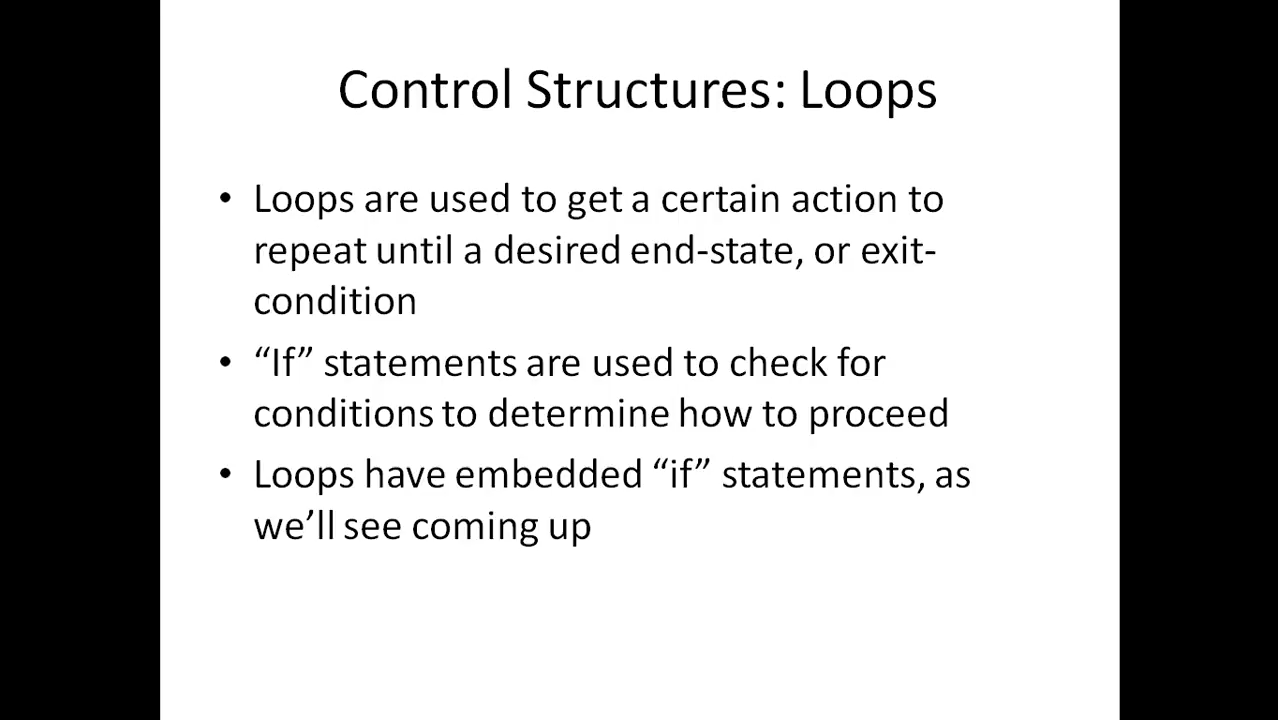 Control Structures: Loops
• Loops are used to get a certain action to
repeat until a desired end-state, or exit-
condition
• “If” statements are used to check for
conditions to determine how to proceed
• Loops have embedded “if” statements, as
we’ll see coming up